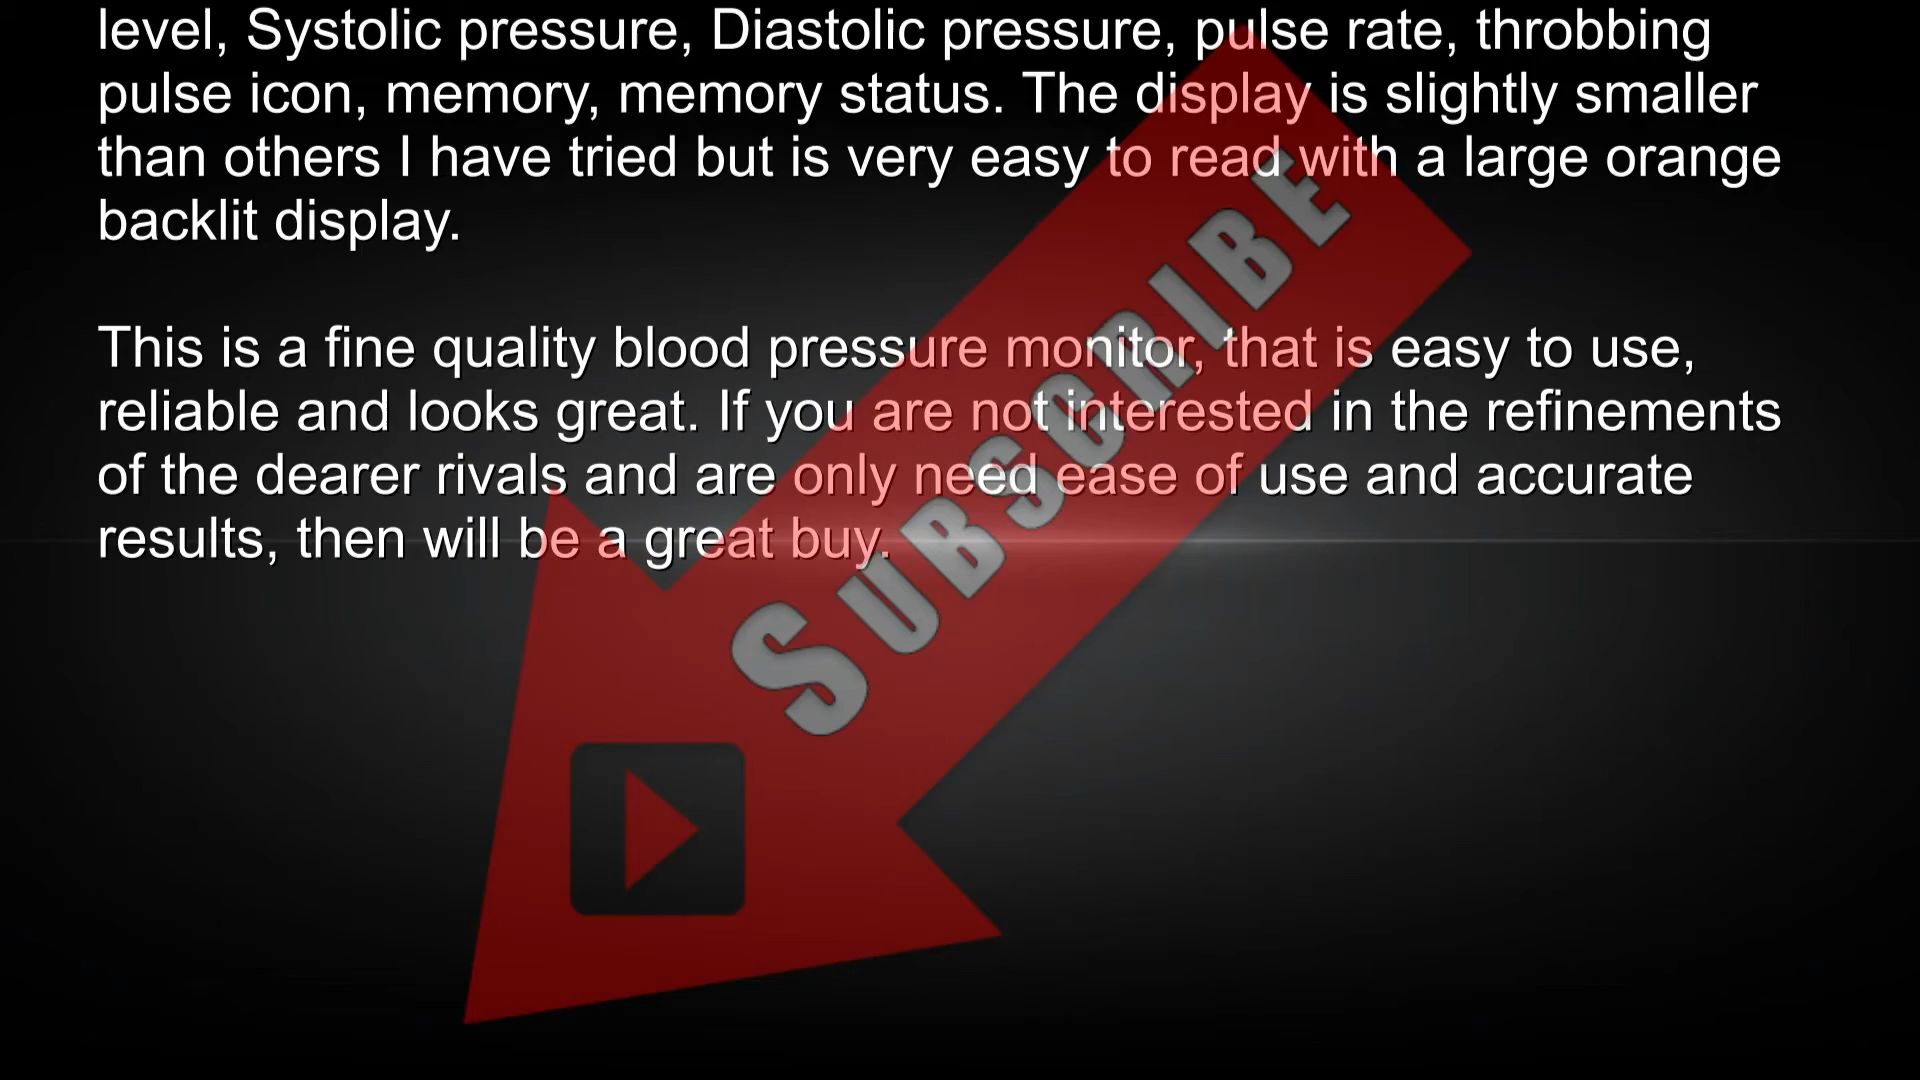 level, Systolic pressure, Diastolic pressure, pulse rate, throbbing
pulse icon, memory, memory status. The display is slightly smaller
than others I have tried but is very easy to read with a large orange
backlit display.
This is a fine quality blood pressure monitor, that is easy to use,
reliable and looks great. If you are not interested in the refinements
of the dearer rivals and are only need ease of use and accurate
results, then will be a great buy.
SUBSCRIBE